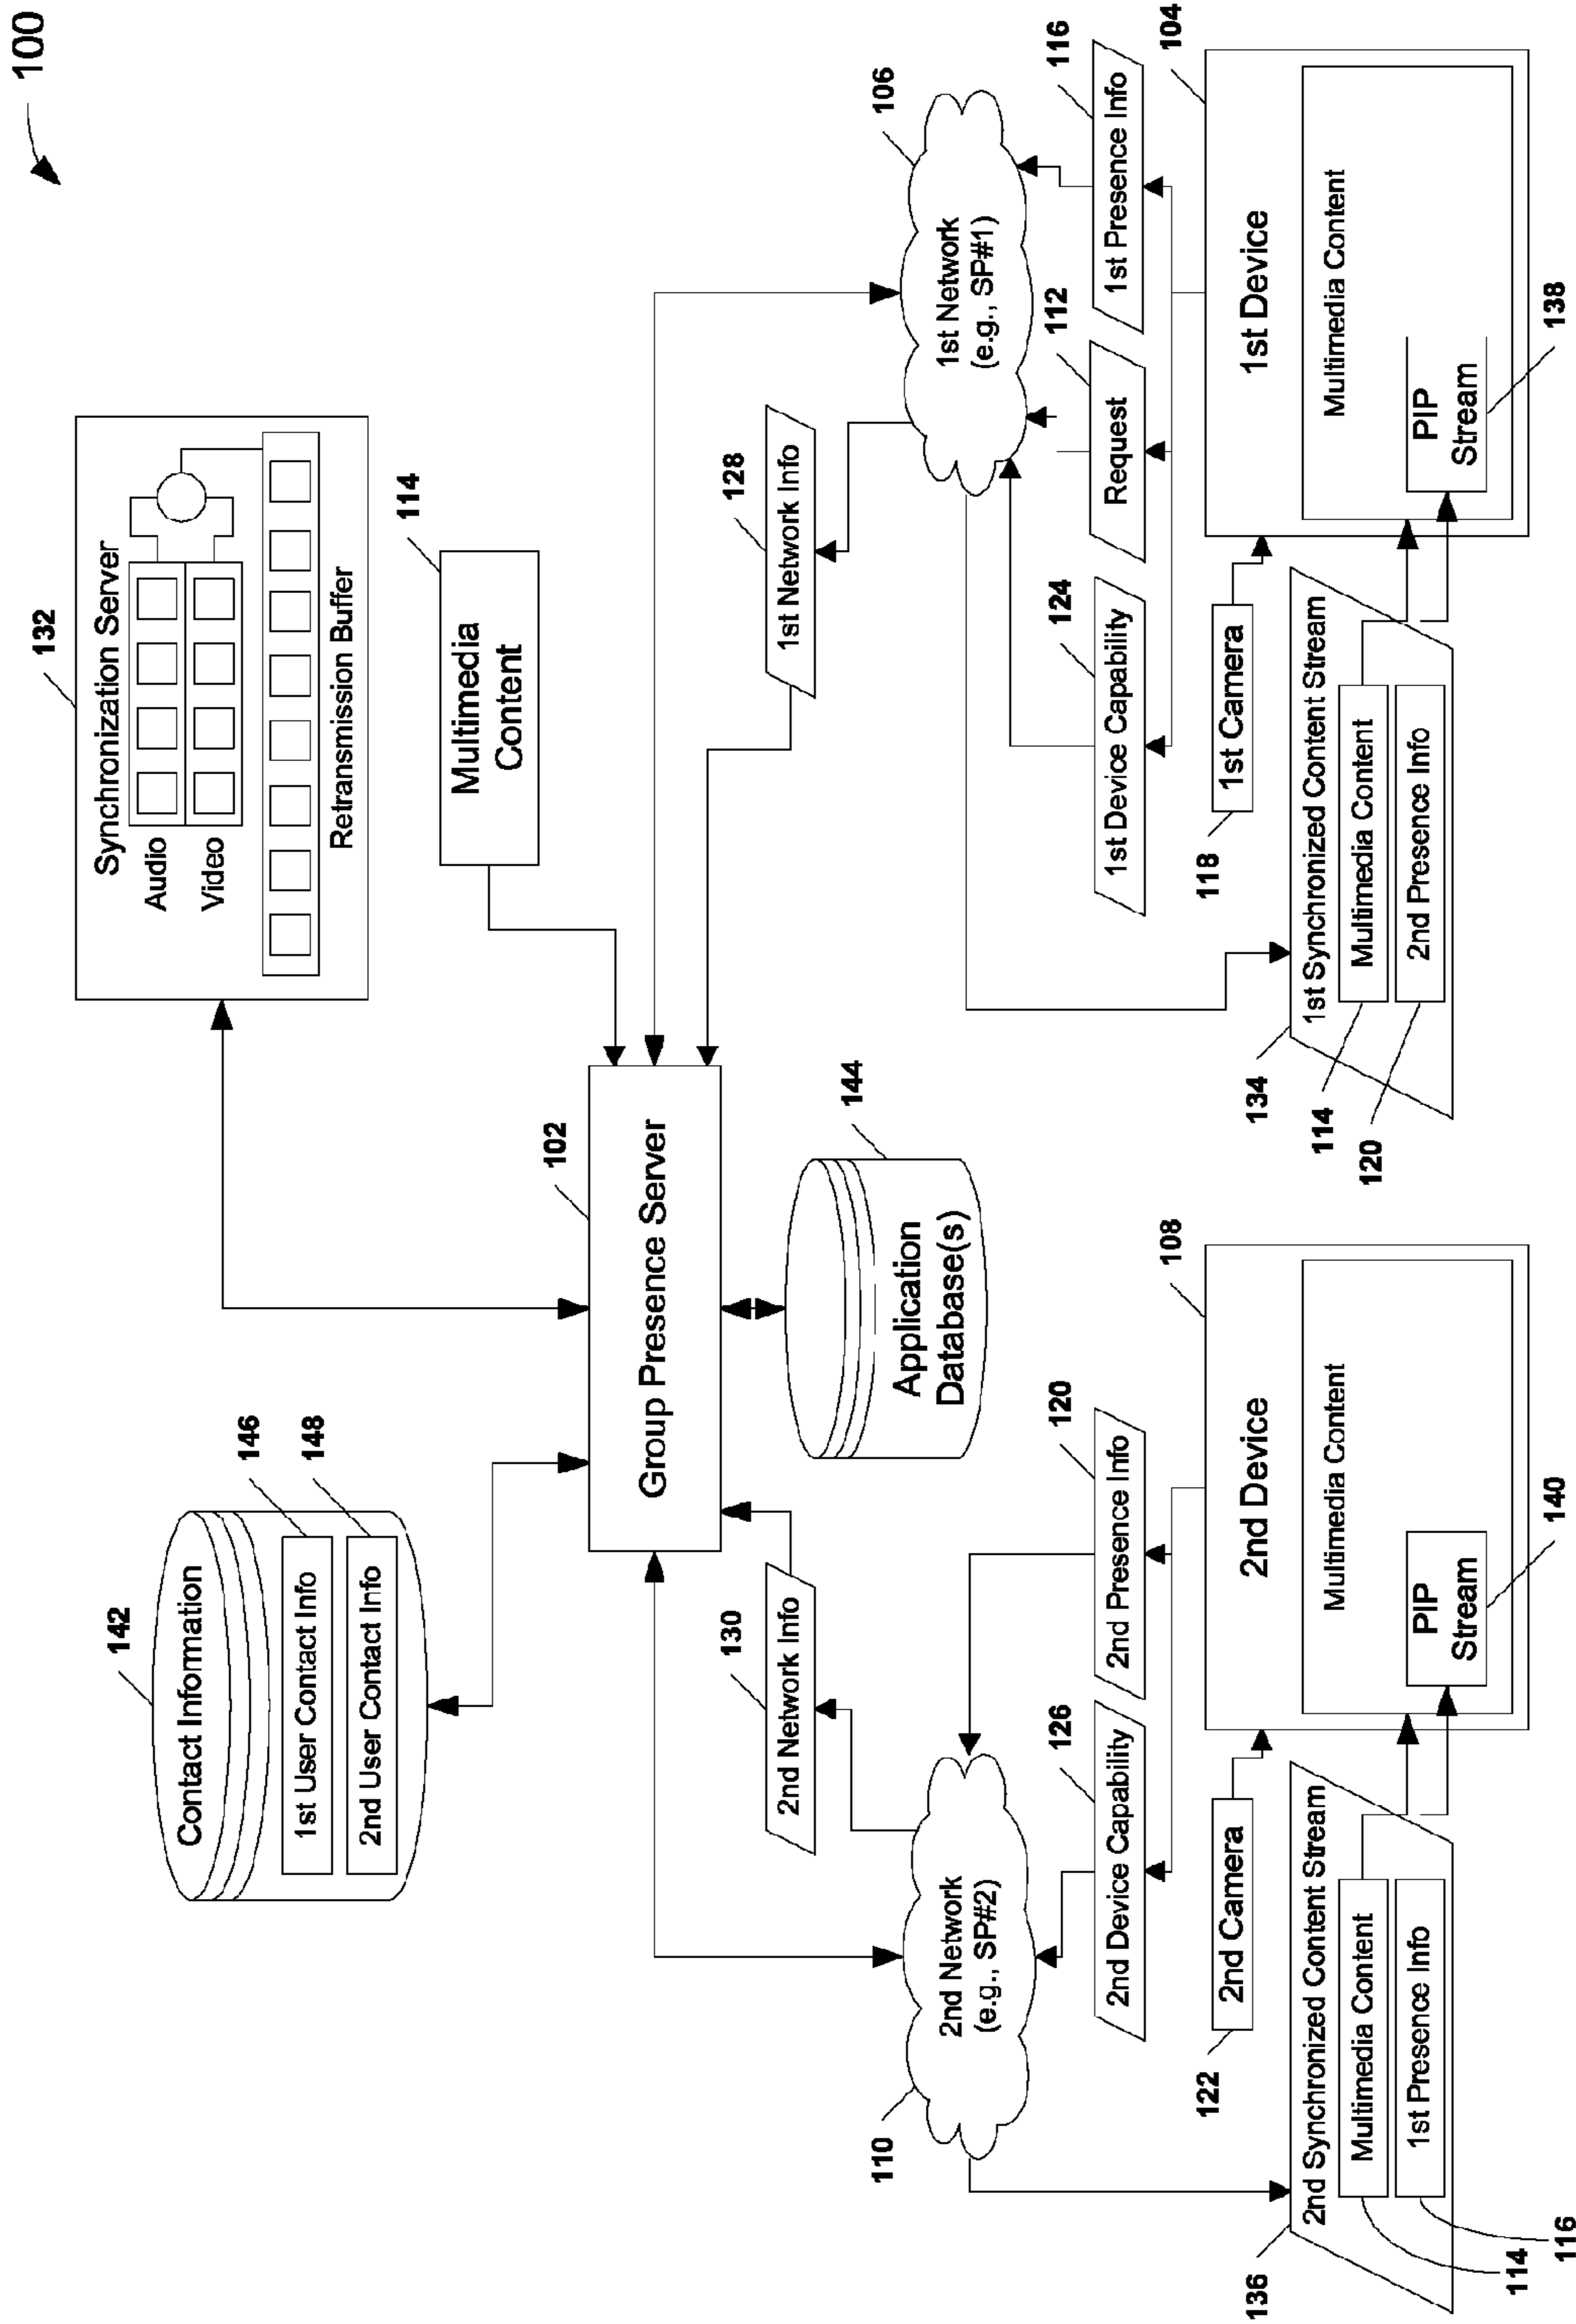 100
142
Contact Information
1st User Contact Info
146
2nd User Contact Info
148
132
Synchronization Server
Audio
Video
Retransmission Buffer
114
Multimedia
Content
102
Group Presence Server
130
2nd Network Info
128
1st Network Info
144
Application
Database(s)
110
2nd Network
(e.g., SP#2)
106
1st Network
(e.g., SP#1)
126
2nd Device Capability
120
2nd Presence Info
124
1st Device Capability
112
Request
116
1st Presence Info
122
2nd Camera
108
2nd Device
Multimedia Content
PIP
Stream
140
118
1st Camera
104
1st Device
Multimedia Content
PIP
Stream
138
136
2nd Synchronized Content Stream
Multimedia Content
1st Presence Info
114
116
134
1st Synchronized Content Stream
Multimedia Content
2nd Presence Info
114
120